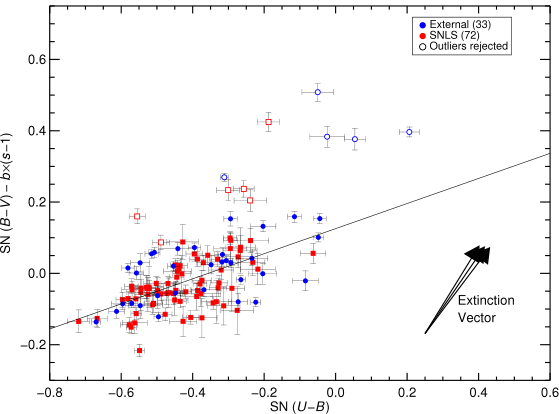 External (33)
SNLS (72)
Outliers rejected
0.6
0.4
0.2
0.0
−0.2
SN (B−V) − b×(s−1)
Extinction
Vector
−0.8
−0.6
−0.4
−0.2
0.0
0.2
0.4
0.6
SN (U−B)